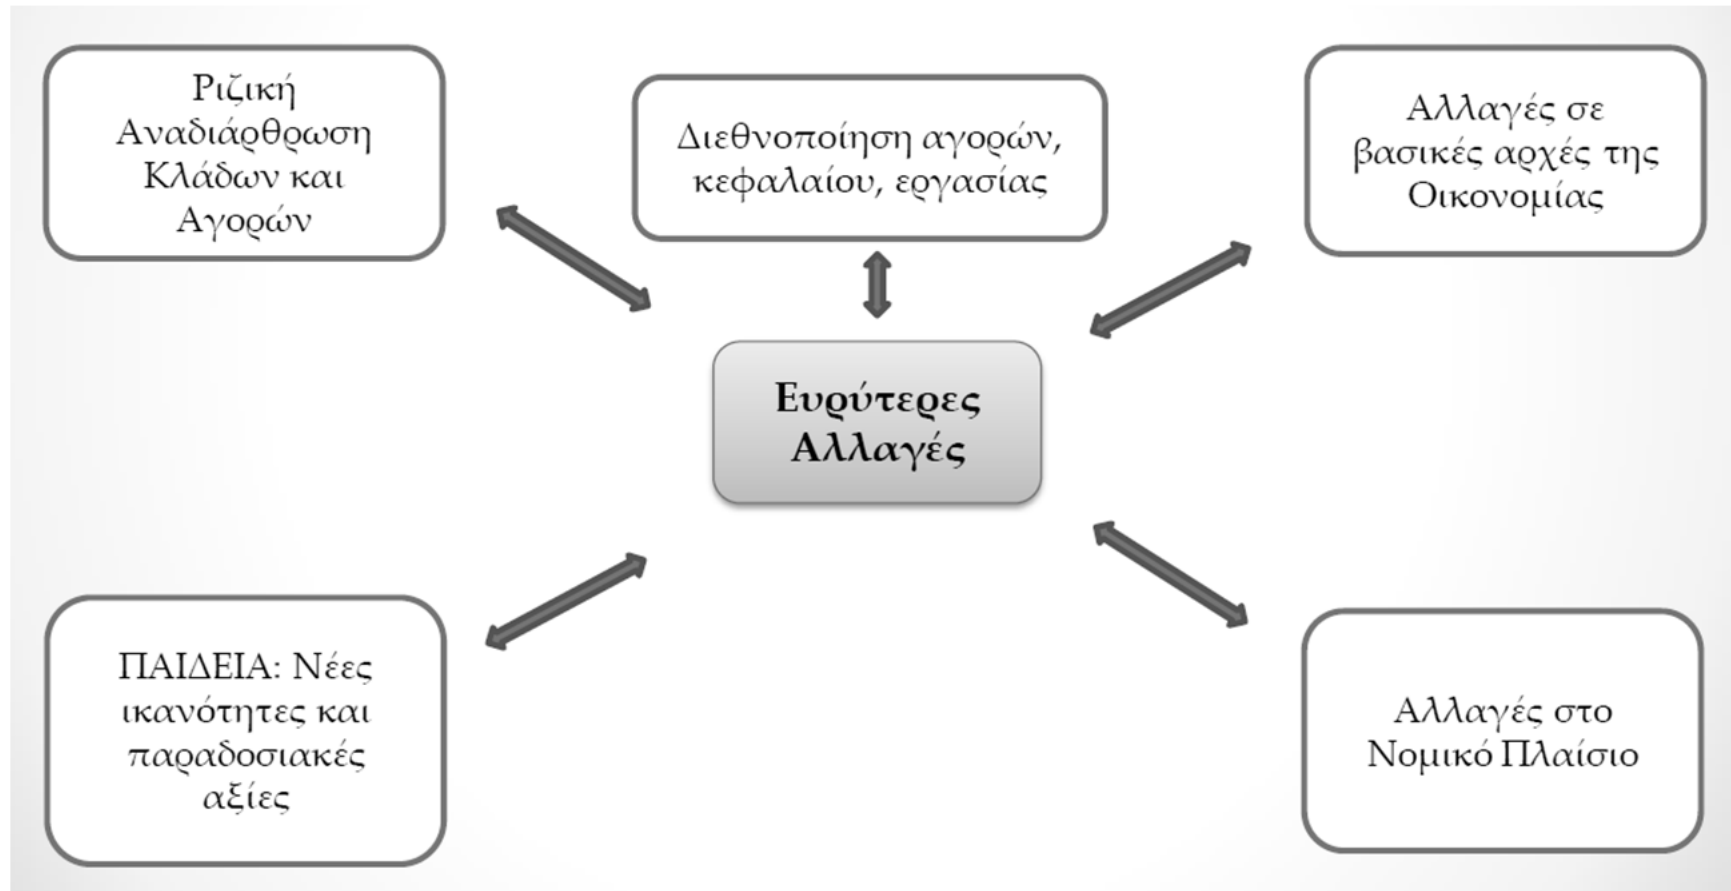 Ριζική
Αναδιάρθρωση
Κλάδων και
Αγορών
Διεθνοποίηση αγορών,
κεφαλαίου, εργασίας
Αλλαγές σε
βασικές αρχές της
Οικονομίας
Ευρύτερες
Αλλαγές
ΠΑΙΔΕΙΑ: Νέες
ικανότητες και
παραδοσιακές
αξίες
Αλλαγές στο
Νομικό Πλαίσιο